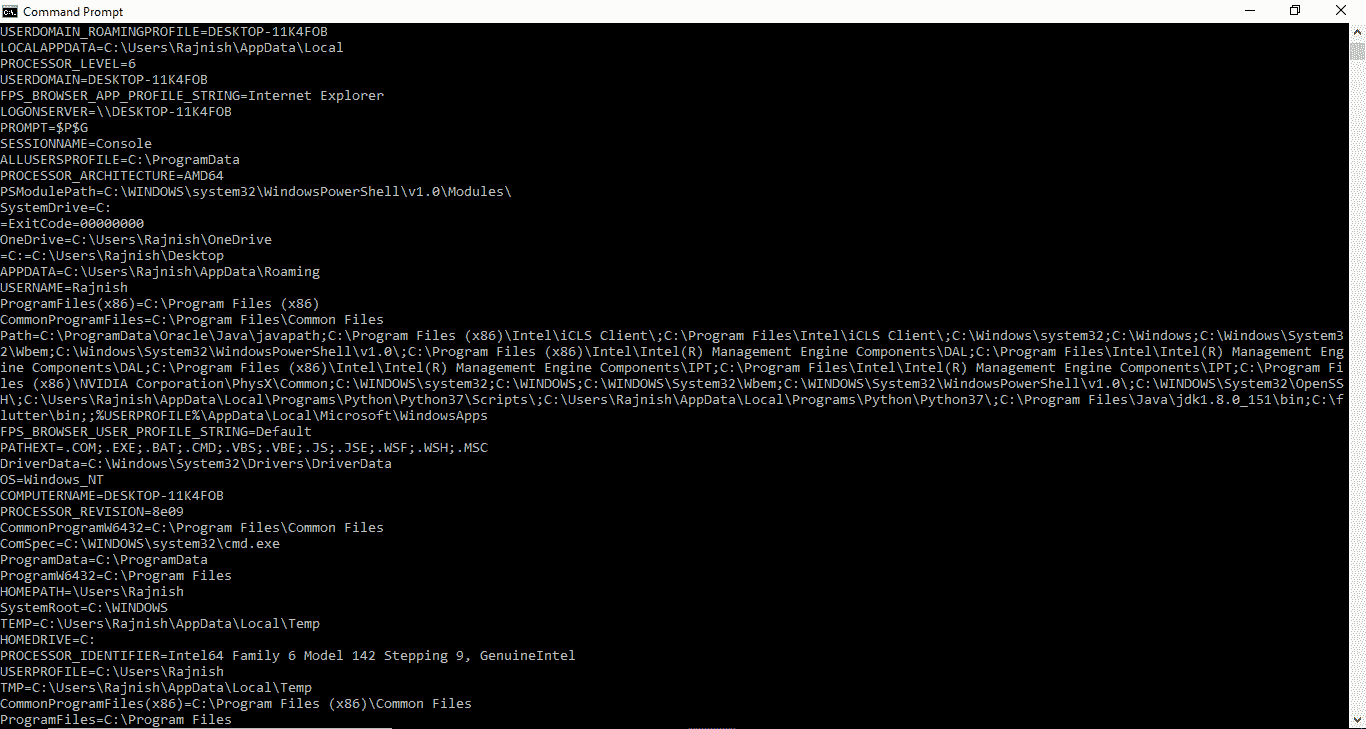 Command Prompt
USERDOMAIN_ROAMINGPROFILE=DESKTOP-11K4FOB
LOCALAPPDATA=C:\Users\Rajnish\AppData\Local
PROCESSOR_LEVEL=6
USERDOMAIN=DESKTOP-11K4FOB
FPS_BROWSER_APP_PROFILE_STRING=Internet Explorer
LOGONSERVER=\\DESKTOP-11K4FOB
PROMPT=$P$G
SESSIONNAME=Console
ALLUSERSPROFILE=C:\ProgramData
PROCESSOR_ARCHITECTURE=AMD64
PSModulePath=C:\WINDOWS\system32\WindowsPowerShell\v1.0\Modules\
SystemDrive=C:
=ExitCode=00000000
OneDrive=C:\Users\Rajnish\OneDrive
=C:=C:\Users\Rajnish\Desktop
APPDATA=C:\Users\Rajnish\AppData\Roaming
USERNAME=Rajnish
ProgramFiles(x86)=C:\Program Files (x86)
CommonProgramFiles=C:\Program Files\Common Files
Path=C:\ProgramData\Oracle\Java\javapath;C:\Program Files (x86)\Intel\iCLS Client\;C:\Program Files\Intel\iCLS Client\;C:\Windows\system32;C:\Windows;C:\Windows\System3
2\Wbem;C:\Windows\System32\WindowsPowerShell\v1.0\;C:\Program Files (x86)\Intel\Intel(R) Management Engine Components\DAL;C:\Program Files\Intel\Intel(R) Management Eng
ine Components\DAL;C:\Program Files (x86)\Intel\Intel(R) Management Engine Components\IPT;C:\Program Files\Intel\Intel(R) Management Engine Components\IPT;C:\Program Fi
les (x86)\NVIDIA Corporation\PhysX\Common;C:\WINDOWS\system32;C:\WINDOWS;C:\WINDOWS\System32\Wbem;C:\WINDOWS\System32\WindowsPowerShell\v1.0\;C:\WINDOWS\System32\OpenSS
H\;C:\Users\Rajnish\AppData\Local\Programs\Python\Python37\Scripts\;C:\Users\Rajnish\AppData\Local\Programs\Python\Python37\;C:\Program Files\Java\jdk1.8.0_151\bin;C:\f
lutter\bin;;%USERPROFILE%\AppData\Local\Microsoft\WindowsApps
FPS_BROWSER_USER_PROFILE_STRING=Default
PATHEXT=.COM;.EXE;.BAT;.CMD;.VBS;.VBE;.JS;.JSE;.WSF;.WSH;.MSC
DriverData=C:\Windows\System32\Drivers\DriverData
OS=Windows_NT
COMPUTERNAME=DESKTOP-11K4FOB
PROCESSOR_REVISION=8e09
CommonProgramW6432=C:\Program Files\Common Files
ComSpec=C:\WINDOWS\system32\cmd.exe
ProgramData=C:\ProgramData
ProgramW6432=C:\Program Files
HOMEPATH=\Users\Rajnish
SystemRoot=C:\WINDOWS
TEMP=C:\Users\Rajnish\AppData\Local\Temp
HOMEDRIVE=C:
PROCESSOR_IDENTIFIER=Intel64 Family 6 Model 142 Stepping 9, GenuineIntel
USERPROFILE=C:\Users\Rajnish
TMP=C:\Users\Rajnish\AppData\Local\Temp
CommonProgramFiles(x86)=C:\Program Files (x86)\Common Files
ProgramFiles=C:\Program Files